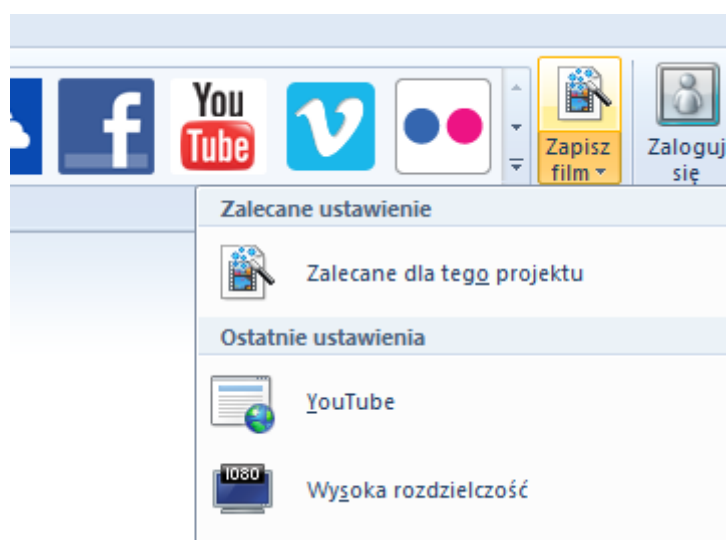 f
You
Tube
Zapisz
film
Zaloguj
się
Zalecane ustawienie
Zalecane dla tego projektu
Ostatnie ustawienia
YouTube
1080
Wysoka rozdzielczość